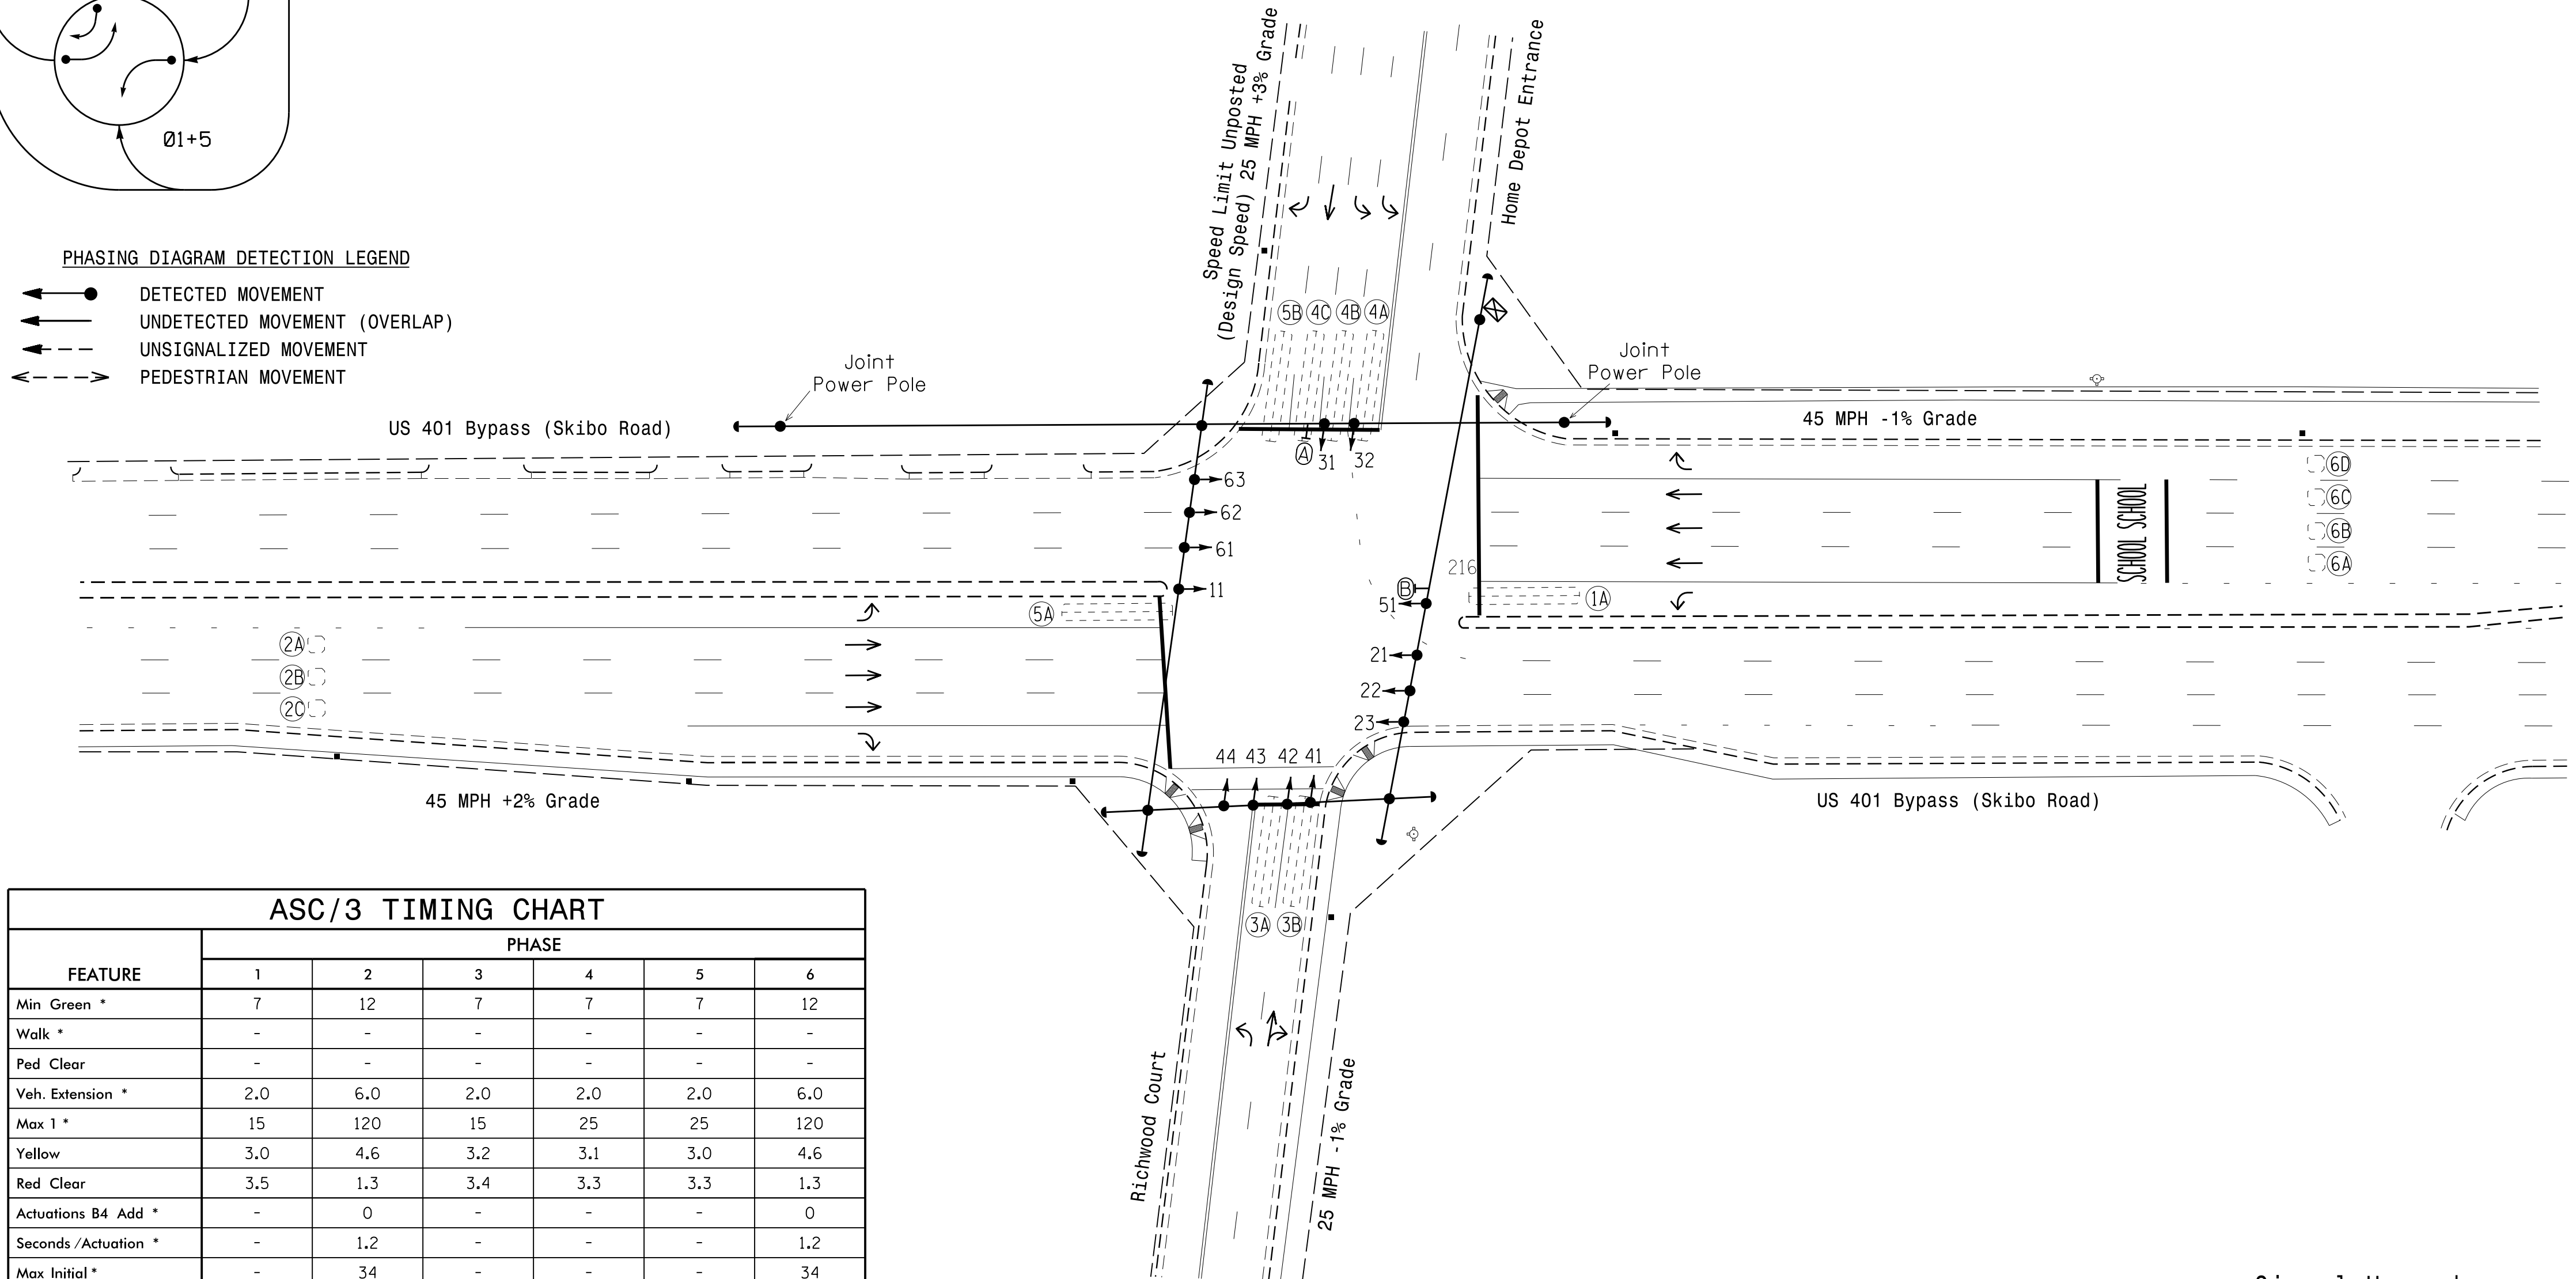 Ø1+5
PHASING DIAGRAM DETECTION LEGEND
DETECTED MOVEMENT
UNDETECTED MOVEMENT (OVERLAP)
UNSIGNALIZED MOVEMENT
PEDESTRIAN MOVEMENT
Speed Limit Unposted
(Design Speed) 25 MPH +3% Grade
Home Depot Entrance
5B 4C 4B 4A
Joint
Power Pole
Joint
Power Pole
US 401 Bypass (Skibo Road)
45 MPH -1% Grade
A 31 32
63
62
61
11
6D
6C
6B
6A
SCHOOL SCHOOL
216
B
51
1A
5A
2A
2B
2C
21
22
23
44 43 42 41
45 MPH +2% Grade
US 401 Bypass (Skibo Road)
3A 3B
Richwood Court
25 MPH -1% Grade
ASC/3 TIMING CHART
FEATURE PHASE
1 2 3 4 5 6
Min Green * 7 12 7 7 7 12
Walk * - - - - - -
Ped Clear - - - - - -
Veh. Extension * 2.0 6.0 2.0 2.0 2.0 6.0
Max 1 * 15 120 15 25 25 120
Yellow 3.0 4.6 3.2 3.1 3.0 4.6
Red Clear 3.5 1.3 3.4 3.3 3.3 1.3
Actuations B4 Add * - 0 - - - 0
Seconds /Actuation * - 1.2 - - - 1.2
Max Initial * - 34 - - - 34